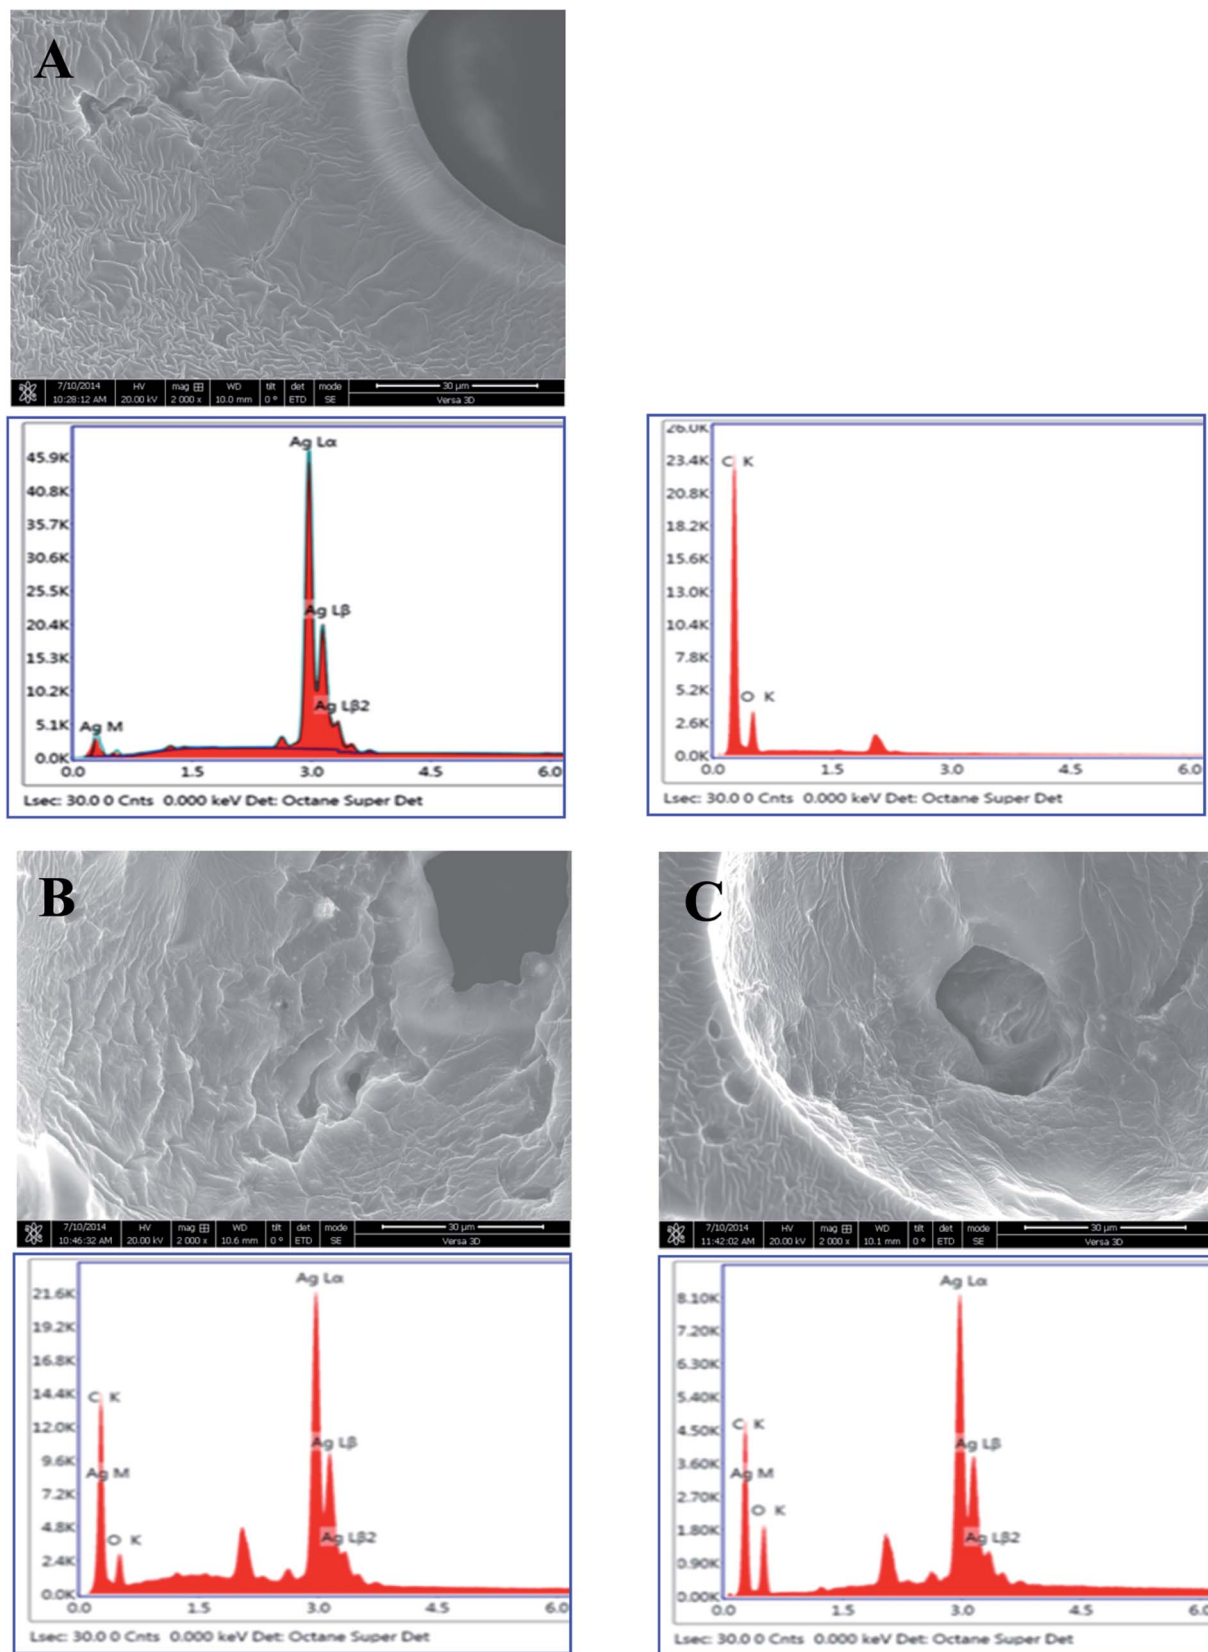 A
7/10/2014 HV mag WD tilt det mode 30 µm
10:28:12 AM 20.00 kV 2 000 x 10.0 mm 0 ° ETD SE Versa 3D
Ag Lα
45.9K
40.8K
35.7K
30.6K
25.5K
Ag Lβ
20.4K
15.3K
10.2K
Ag Lβ2
5.1K
Ag M
0.0K
0.0 1.5 3.0 4.5 6.0
Lsec: 30.0 0 Cnts 0.000 keV Det: Octane Super Det
26.0K
23.4K
C K
20.8K
18.2K
15.6K
13.0K
10.4K
7.8K
5.2K
O K
2.6K
0.0K
0.0 1.5 3.0 4.5 6.0
Lsec: 30.0 0 Cnts 0.000 keV Det: Octane Super Det
B
7/10/2014 HV mag WD tilt det mode 30 µm
10:46:32 AM 20.00 kV 2 000 x 10.6 mm 0 ° ETD SE Versa 3D
Ag Lα
21.6K
19.2K
16.8K
14.4K
C K
12.0K
Ag Lβ
9.6K
Ag M
7.2K
4.8K
O K
Ag Lβ2
2.4K
0.0K
0.0 1.5 3.0 4.5 6.0
Lsec: 30.0 0 Cnts 0.000 keV Det: Octane Super Det
C
7/10/2014 HV mag WD tilt det mode 30 µm
11:42:02 AM 20.00 kV 2 000 x 10.1 mm 0 ° ETD SE Versa 3D
Ag Lα
8.10K
7.20K
6.30K
5.40K
C K
4.50K
Ag Lβ
3.60K
Ag M
2.70K
O K
1.80K
Ag Lβ2
0.90K
0.00K
0.0 1.5 3.0 4.5 6.0
Lsec: 30.0 0 Cnts 0.000 keV Det: Octane Super Det